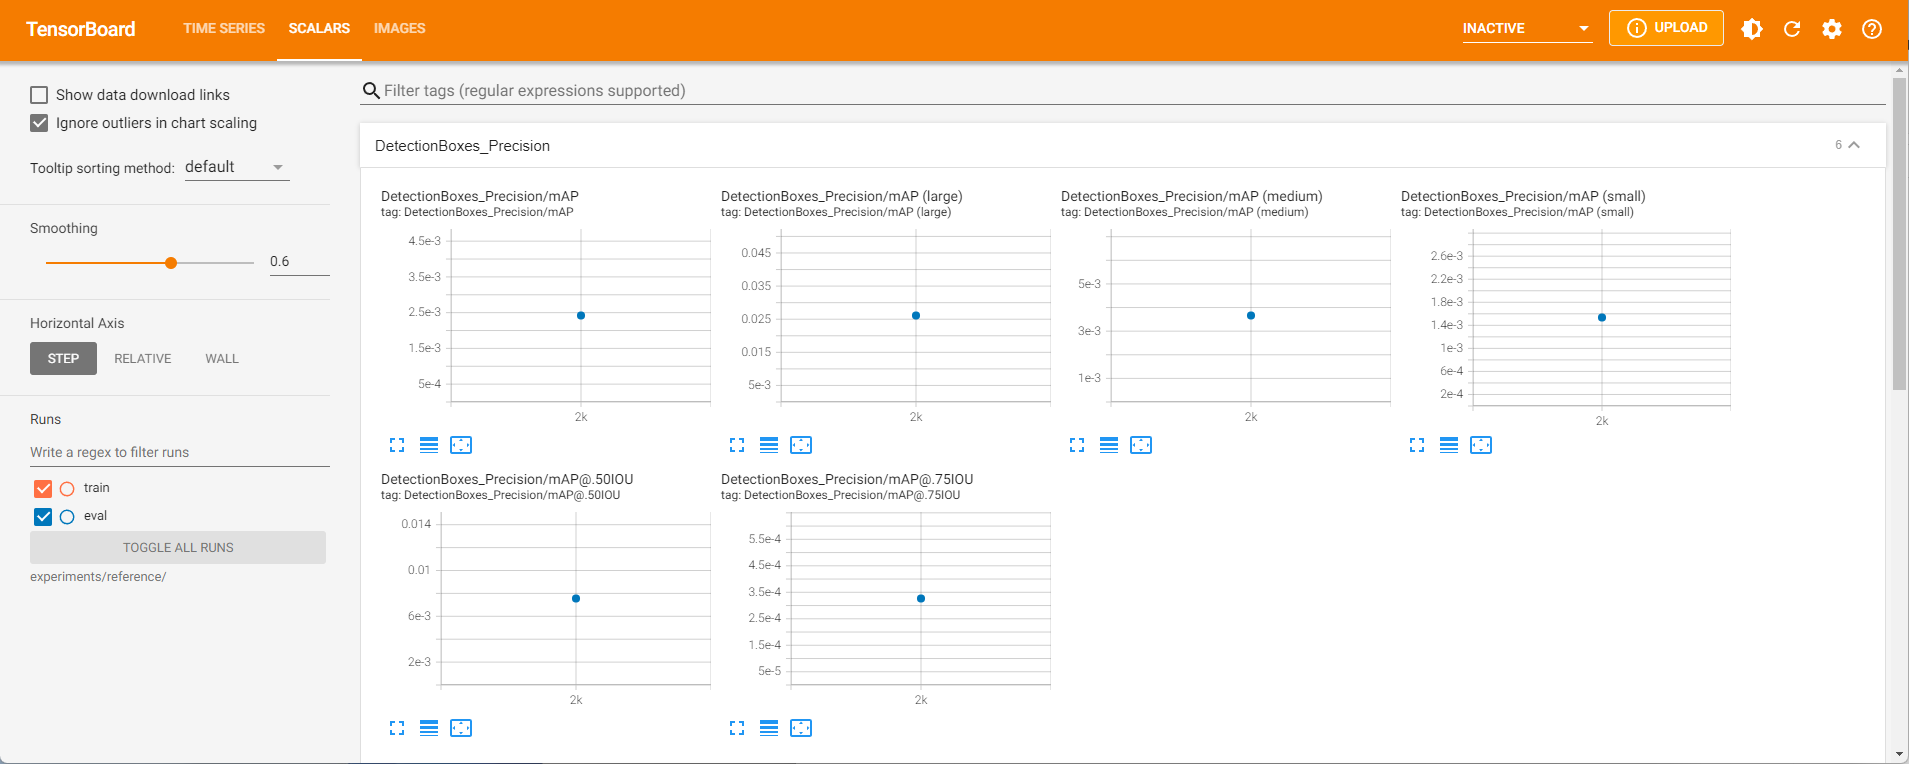 TensorBoard
TIME SERIES
SCALARS
IMAGES
INACTIVE
UPLOAD
Show data download links
Ignore outliers in chart scaling
Tooltip sorting method: default
Smoothing
0.6
Horizontal Axis
STEP
RELATIVE
WALL
Runs
Write a regex to filter runs
train
eval
TOGGLE ALL RUNS
experiments/reference/
Filter tags (regular expressions supported)
DetectionBoxes_Precision
6
DetectionBoxes_Precision/mAP
tag: DetectionBoxes_Precision/mAP
4.5e-3
3.5e-3
2.5e-3
1.5e-3
5e-4
2k
DetectionBoxes_Precision/mAP (large)
tag: DetectionBoxes_Precision/mAP (large)
0.045
0.035
0.025
0.015
5e-3
2k
DetectionBoxes_Precision/mAP (medium)
tag: DetectionBoxes_Precision/mAP (medium)
5e-3
3e-3
1e-3
2k
DetectionBoxes_Precision/mAP (small)
tag: DetectionBoxes_Precision/mAP (small)
2.6e-3
2.2e-3
1.8e-3
1.4e-3
1e-3
6e-4
2e-4
2k
DetectionBoxes_Precision/mAP@.50IOU
tag: DetectionBoxes_Precision/mAP@.50IOU
0.014
0.01
6e-3
2e-3
2k
DetectionBoxes_Precision/mAP@.75IOU
tag: DetectionBoxes_Precision/mAP@.75IOU
5.5e-4
4.5e-4
3.5e-4
2.5e-4
1.5e-4
5e-5
2k